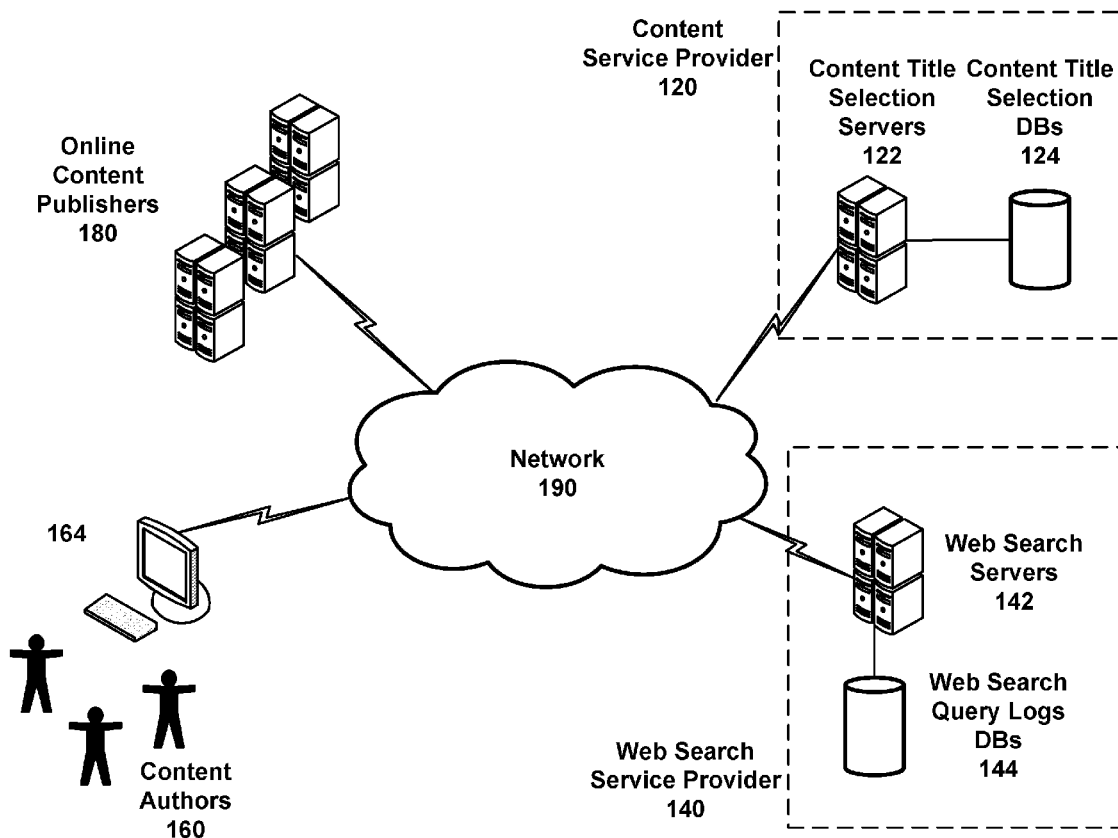 Content
Service Provider
120
Content Title
Selection
Servers
122
Content Title
Selection
DBs
124
Online
Content
Publishers
180
Network
190
164
Content
Authors
160
Web Search
Servers
142
Web Search
Query Logs
DBs
144
Web Search
Service Provider
140